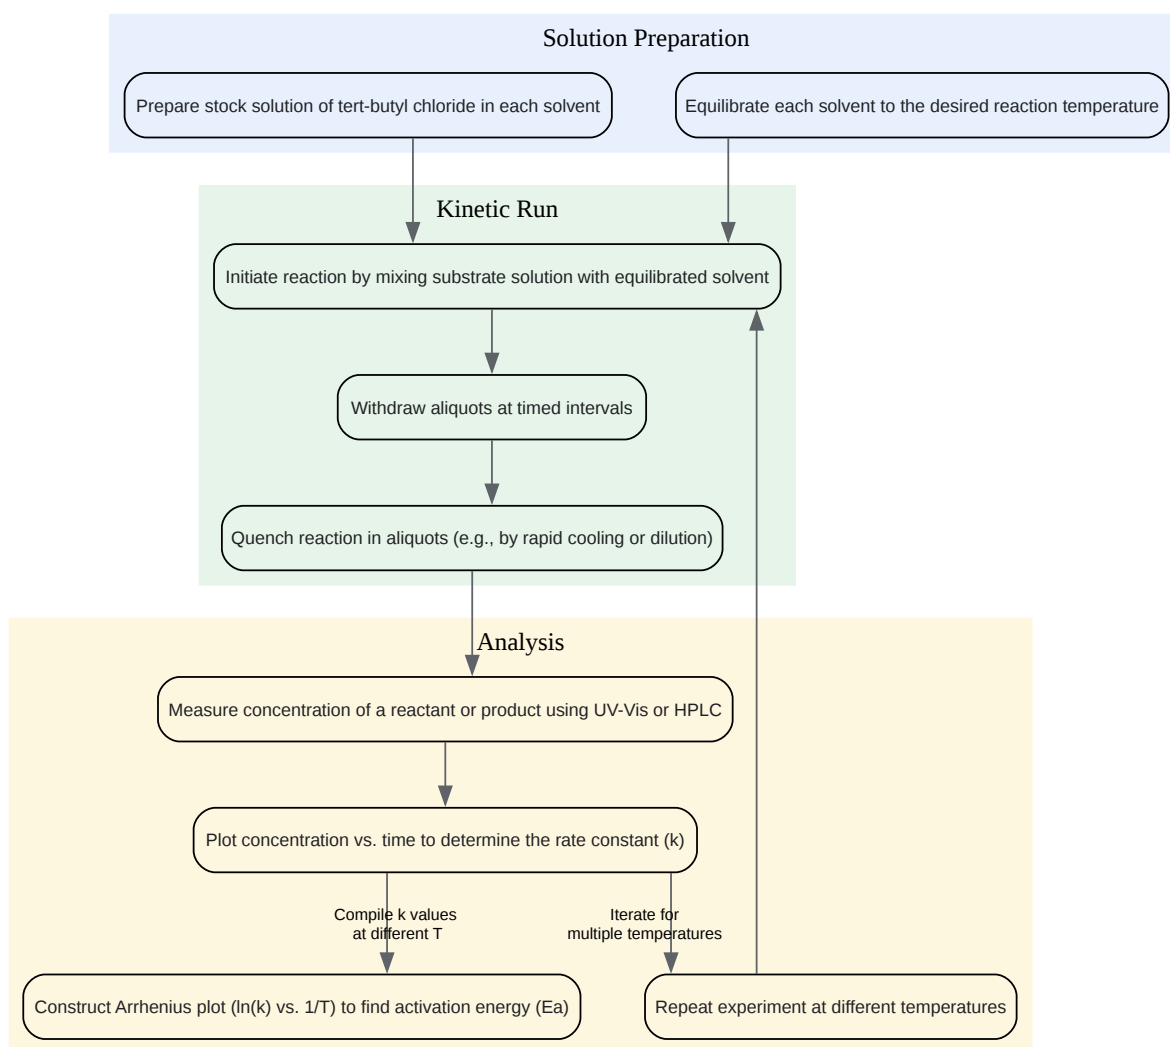 Solution Preparation
Prepare stock solution of tert-butyl chloride in each solvent
Equilibrate each solvent to the desired reaction temperature
Kinetic Run
Initiate reaction by mixing substrate solution with equilibrated solvent
Withdraw aliquots at timed intervals
Quench reaction in aliquots (e.g., by rapid cooling or dilution)
Analysis
Measure concentration of a reactant or product using UV-Vis or HPLC
Plot concentration vs. time to determine the rate constant (k)
Compile k values
at different T
Iterate for
multiple temperatures
Construct Arrhenius plot (ln(k) vs. 1/T) to find activation energy (Ea)
Repeat experiment at different temperatures